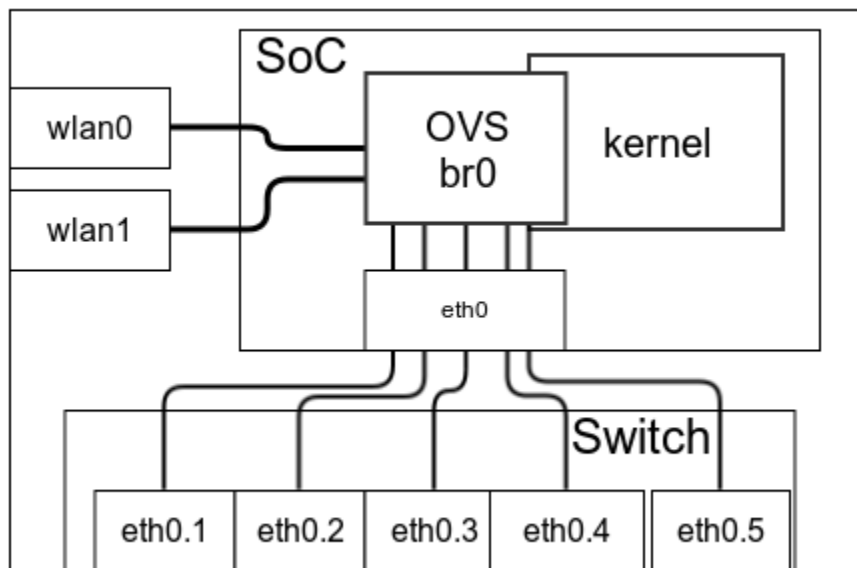 SoC
wlan0
OVS
br0
kernel
wlan1
eth0
Switch
eth0.1
eth0.2
eth0.3
eth0.4
eth0.5